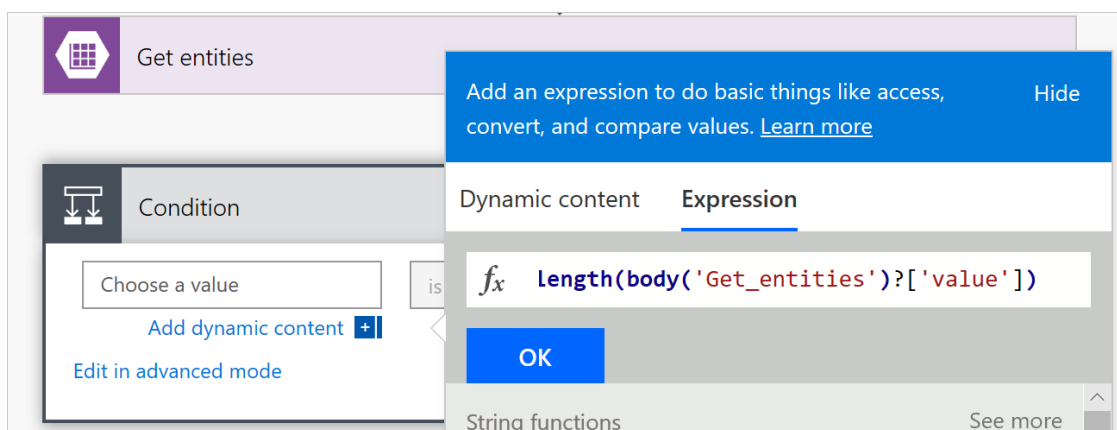 Get entities
Add an expression to do basic things like access,
convert, and compare values. Learn more
Hide
Condition
Dynamic content
Expression
Choose a value
is
fx
length(body('Get_entities')?['value'])
Add dynamic content
Edit in advanced mode
OK
String functions
See more